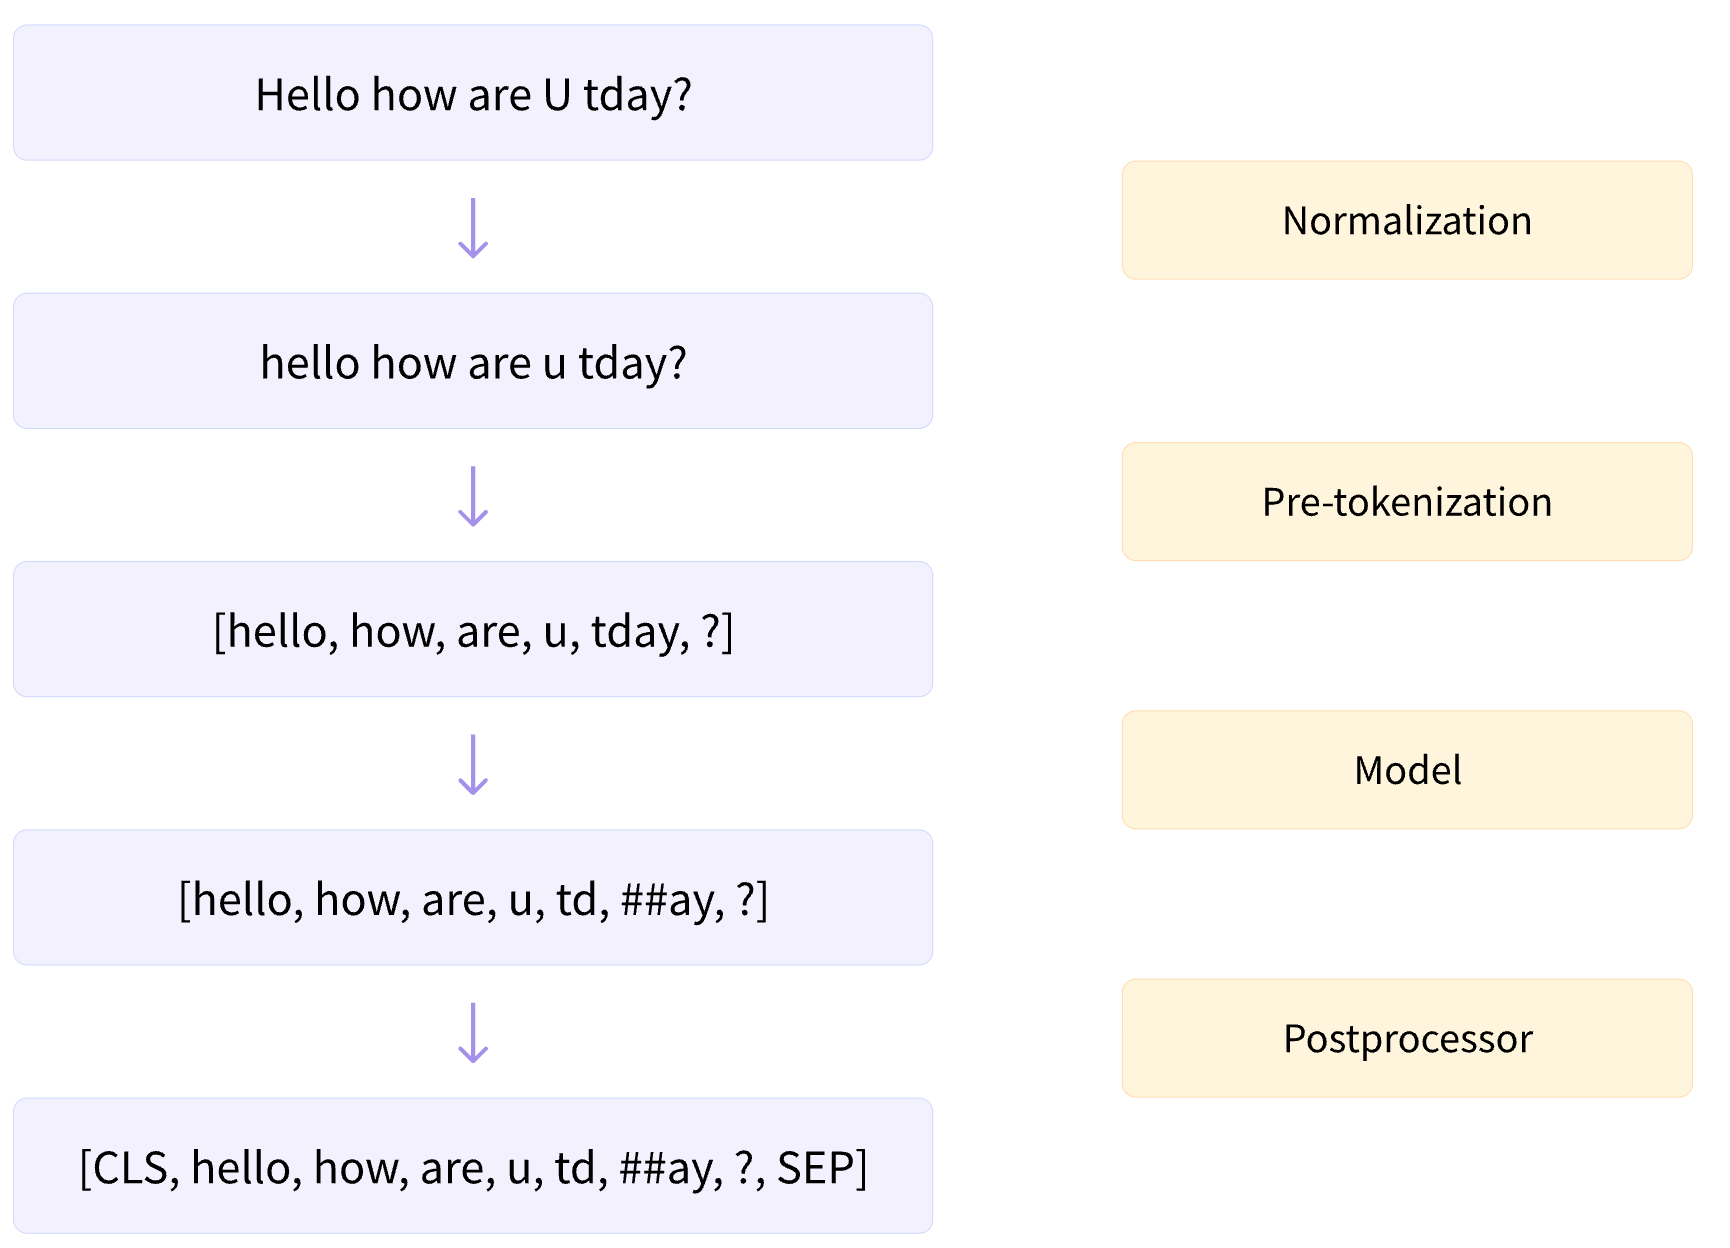 Hello how are U tday?
Normalization
hello how are u tday?
Pre-tokenization
[hello, how, are, u, tday, ?]
Model
[hello, how, are, u, td, ##ay, ?]
Postprocessor
[CLS, hello, how, are, u, td, ##ay, ?, SEP]